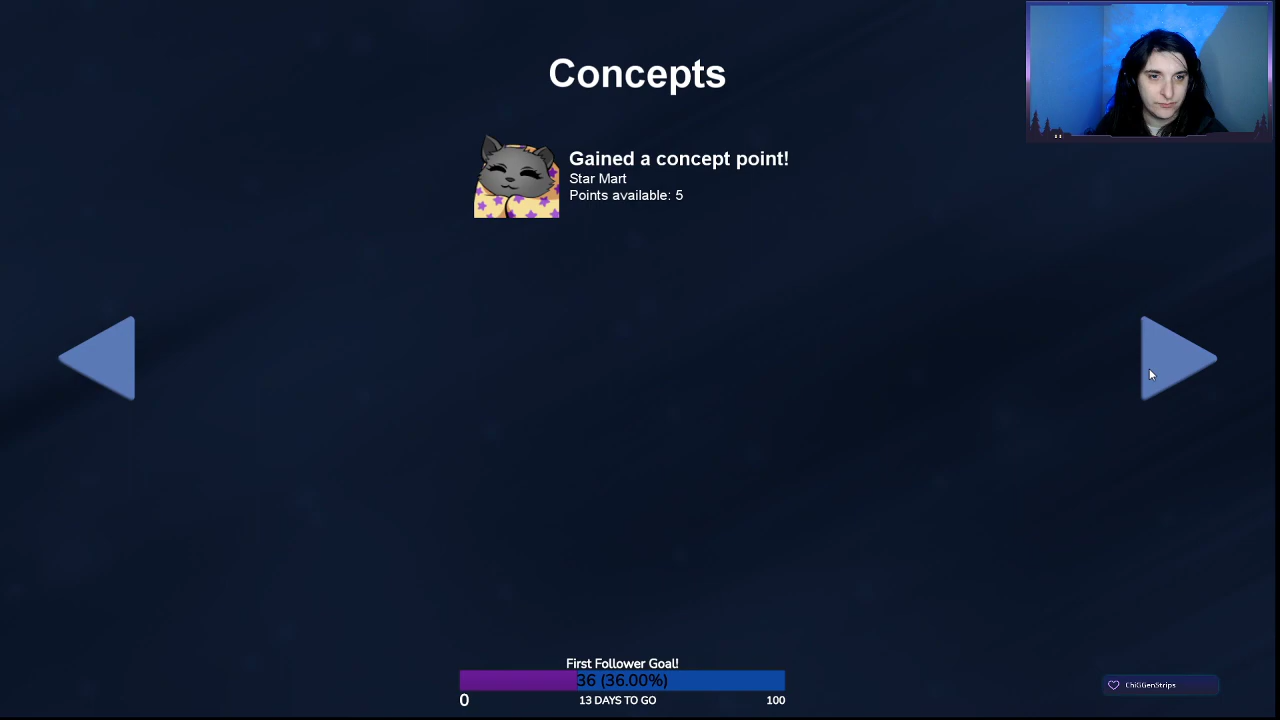 Concepts
Gained a concept point!
Star Mart
Points available: 5
First Follower Goal!
36 (36.00%)
0
13 DAYS TO GO
100
ChiGGenStrips